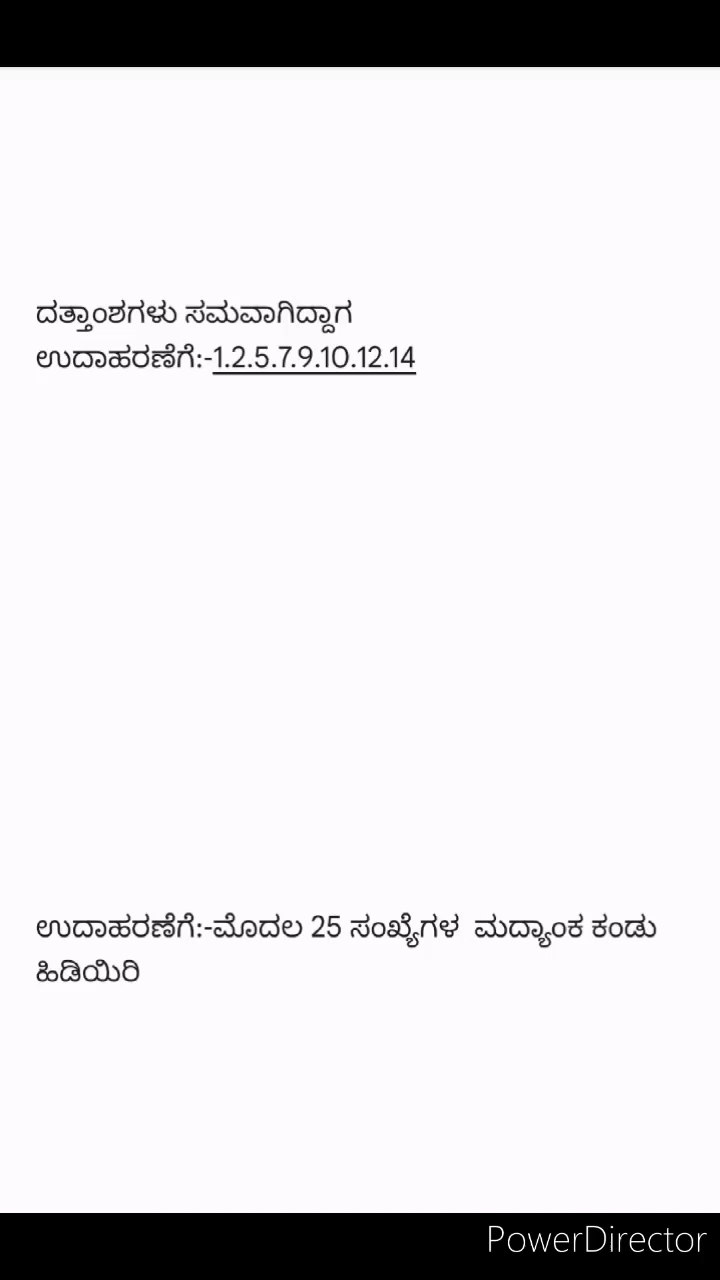 ದತ್ತಾಂಶಗಳು ಸಮವಾಗಿದ್ದಾಗ
ಉದಾಹರಣೆಗೆ:-1.2.5.7.9.10.12.14
ಉದಾಹರಣೆಗೆ:-ಮೊದಲ 25 ಸಂಖ್ಯೆಗಳ ಮದ್ಯಾಂಕ ಕಂಡು
ಹಿಡಿಯಿರಿ
PowerDirector